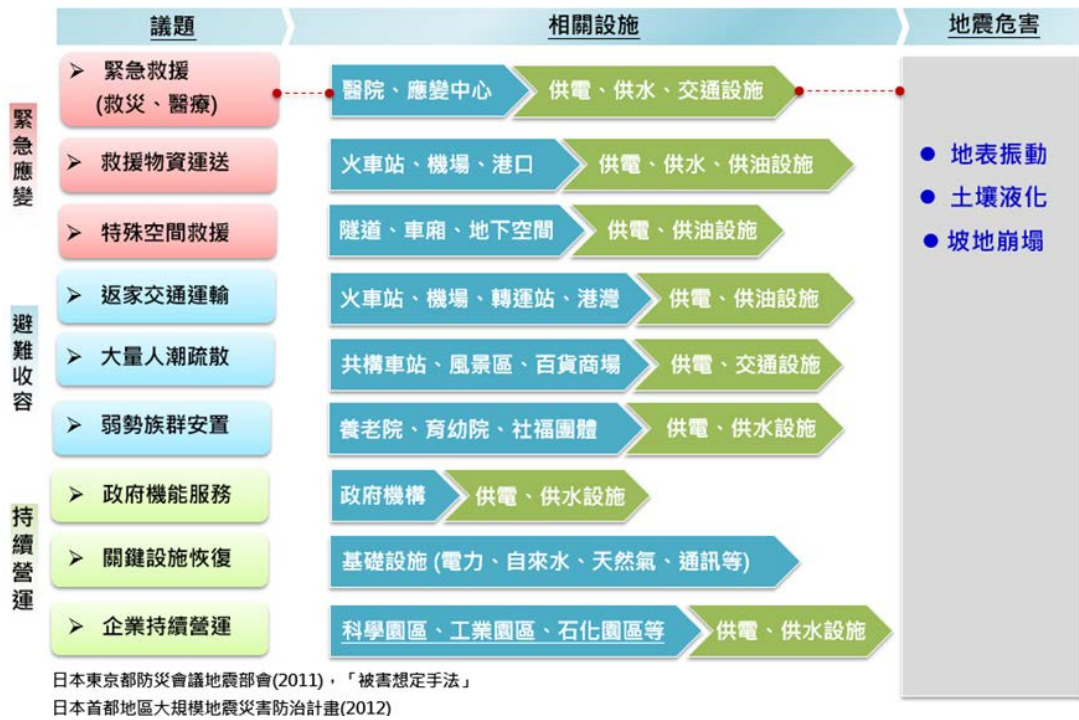 議題
相關設施
地震危害
緊急應變
緊急救援
(救災、醫療)
醫院、應變中心
供電、供水、交通設施
救援物資運送
火車站、機場、港口
供電、供水、供油設施
特殊空間救援
隧道、車廂、地下空間
供電、供油設施
避難收容
返家交通運輸
火車站、機場、轉運站、港灣
供電、供油設施
大量人潮疏散
共構車站、風景區、百貨商場
供電、交通設施
弱勢族群安置
養老院、育幼院、社福團體
供電、供水設施
持續營運
政府機能服務
政府機構
供電、供水設施
關鍵設施恢復
基礎設施 (電力、自來水、天然氣、通訊等)
企業持續營運
科學園區、工業園區、石化園區等
供電、供水設施
地表振動
土壤液化
坡地崩塌
日本東京都防災會議地震部會(2011)，「被害想定手法」
日本首都地區大規模地震災害防治計畫(2012)